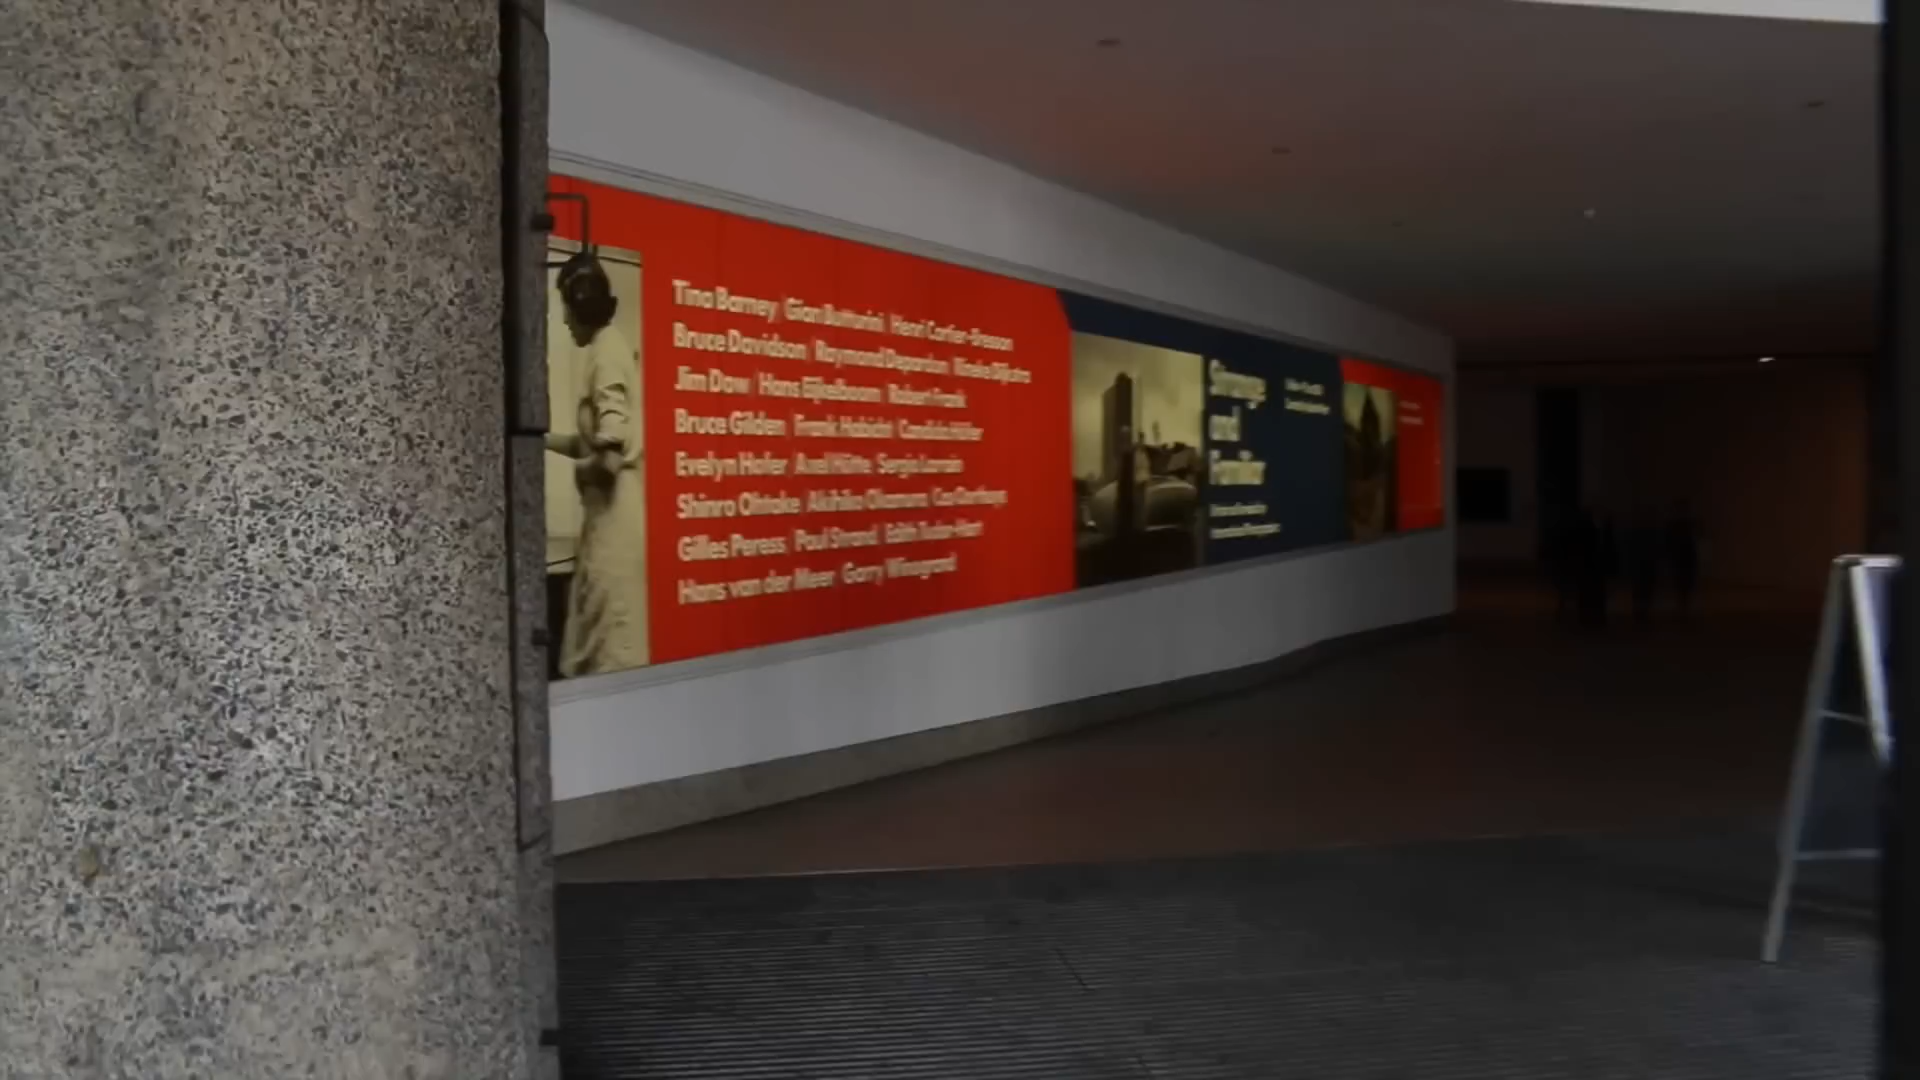 Tina Barney Gian Butturini Henri Cartier-Bresson
Bruce Davidson Raymond Depardon Rineke Dijkstra
Jim Dow Hans Eijkelboom Robert Frank
Bruce Gilden Frank Habicht Candida Höfer
Evelyn Hofer Axel Hütte Sergio Larrain
Shinro Ohtake Akihiko Okamura Cas Oorthuys
Gilles Peress Paul Strand Edith Tudor-Hart
Hans van der Meer Garry Winogrand
Strange
and
Familiar